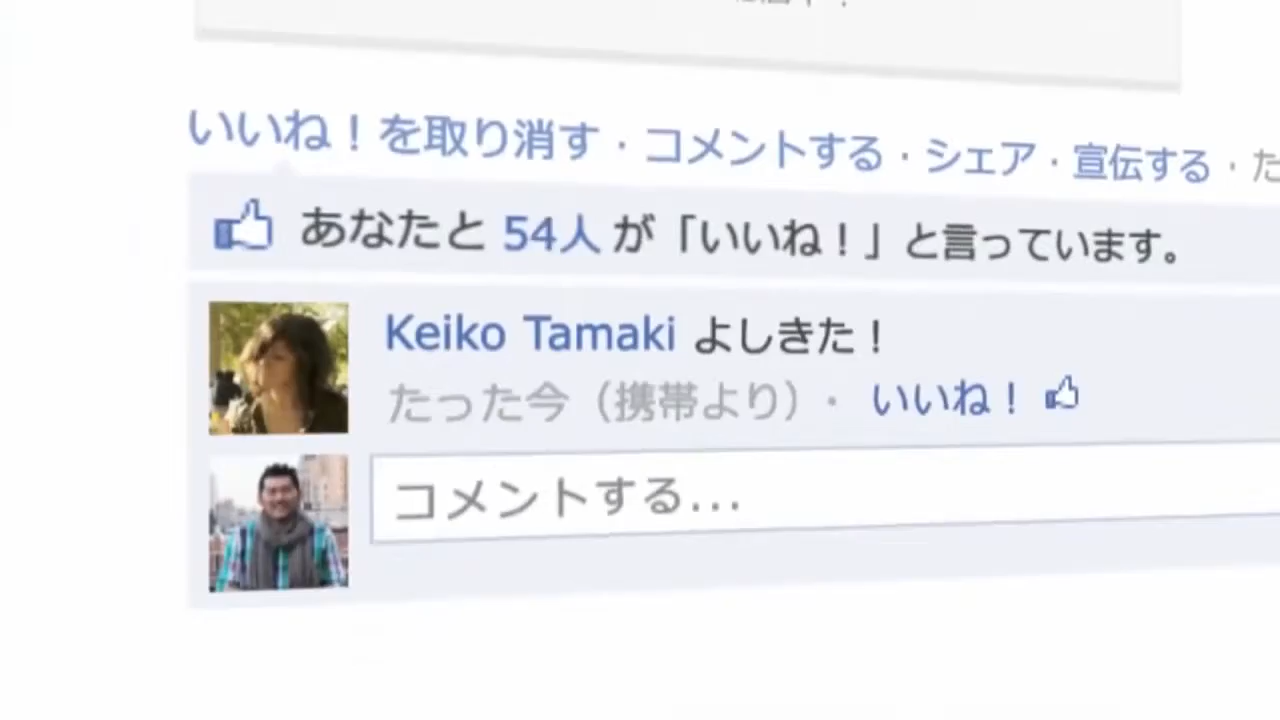 いいね！を取り消す · コメントする · シェア · 宣伝する · た
あなたと 54人 が「いいね！」と言っています。
Keiko Tamaki よしきた！
たった今（携帯より）· いいね！
コメントする...